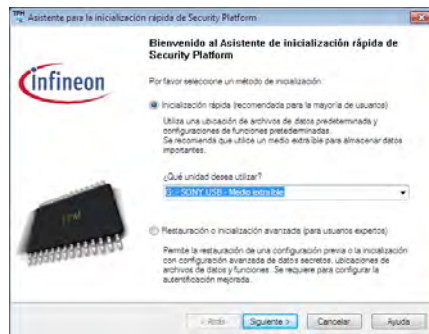 Asistente para la inicialización rápida de Security Platform
Bienvenido al Asistente de inicialización rápida de
Security Platform
infineon
Por favor seleccione un método de inicialización:
Inicialización rápida (recomendada para la mayoría de usuarios)
Utiliza una ubicación de archivos de datos predeterminada y
configuraciones de funciones predeterminadas.
Se recomienda que utilice un medio extraíble para almacenar datos
importantes.
¿Qué unidad desea utilizar?
G: - SONY USB - Medio extraíble
TPM
Restauración o inicialización avanzada (para usuarios expertos)
Permite la restauración de una configuración previa o la inicialización
con configuración avanzada de datos secretos, ubicaciones de
archivos de datos y funciones. Se requiere para configurar la
autentificación mejorada.
< Atrás
Siguiente >
Cancelar
Ayuda